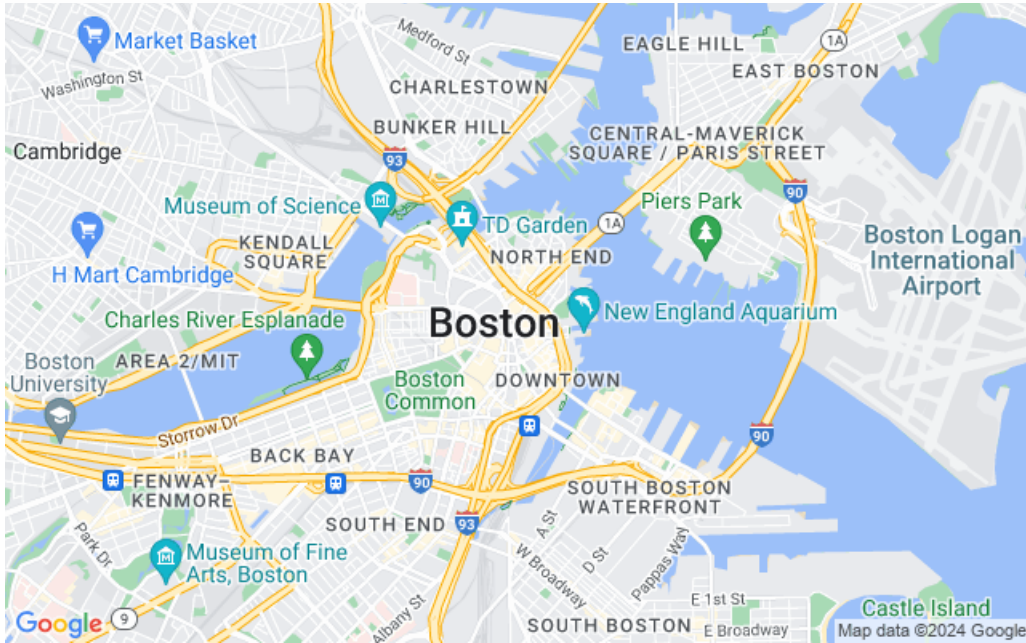 Market Basket
Washington St
Medford St
EAGLE HILL
1A
EAST BOSTON
CHARLESTOWN
BUNKER HILL
CENTRAL-MAVERICK
SQUARE / PARIS STREET
Cambridge
93
90
Museum of Science
TD Garden
1A
Piers Park
KENDALL
SQUARE
NORTH END
Boston Logan
International
Airport
H Mart Cambridge
Charles River Esplanade
Boston
New England Aquarium
Boston
University
AREA 2/MIT
Boston
Common
DOWNTOWN
Storrow Dr
90
BACK BAY
FENWAY-
KENMORE
90
SOUTH BOSTON
WATERFRONT
SOUTH END
93
A St
D St
W Broadway
Pappas Way
Park Dr
Museum of Fine
Arts, Boston
Albany St
E 1st St
Castle Island
Google
9
SOUTH BOSTON
E Broadway
Map data ©2024 Google